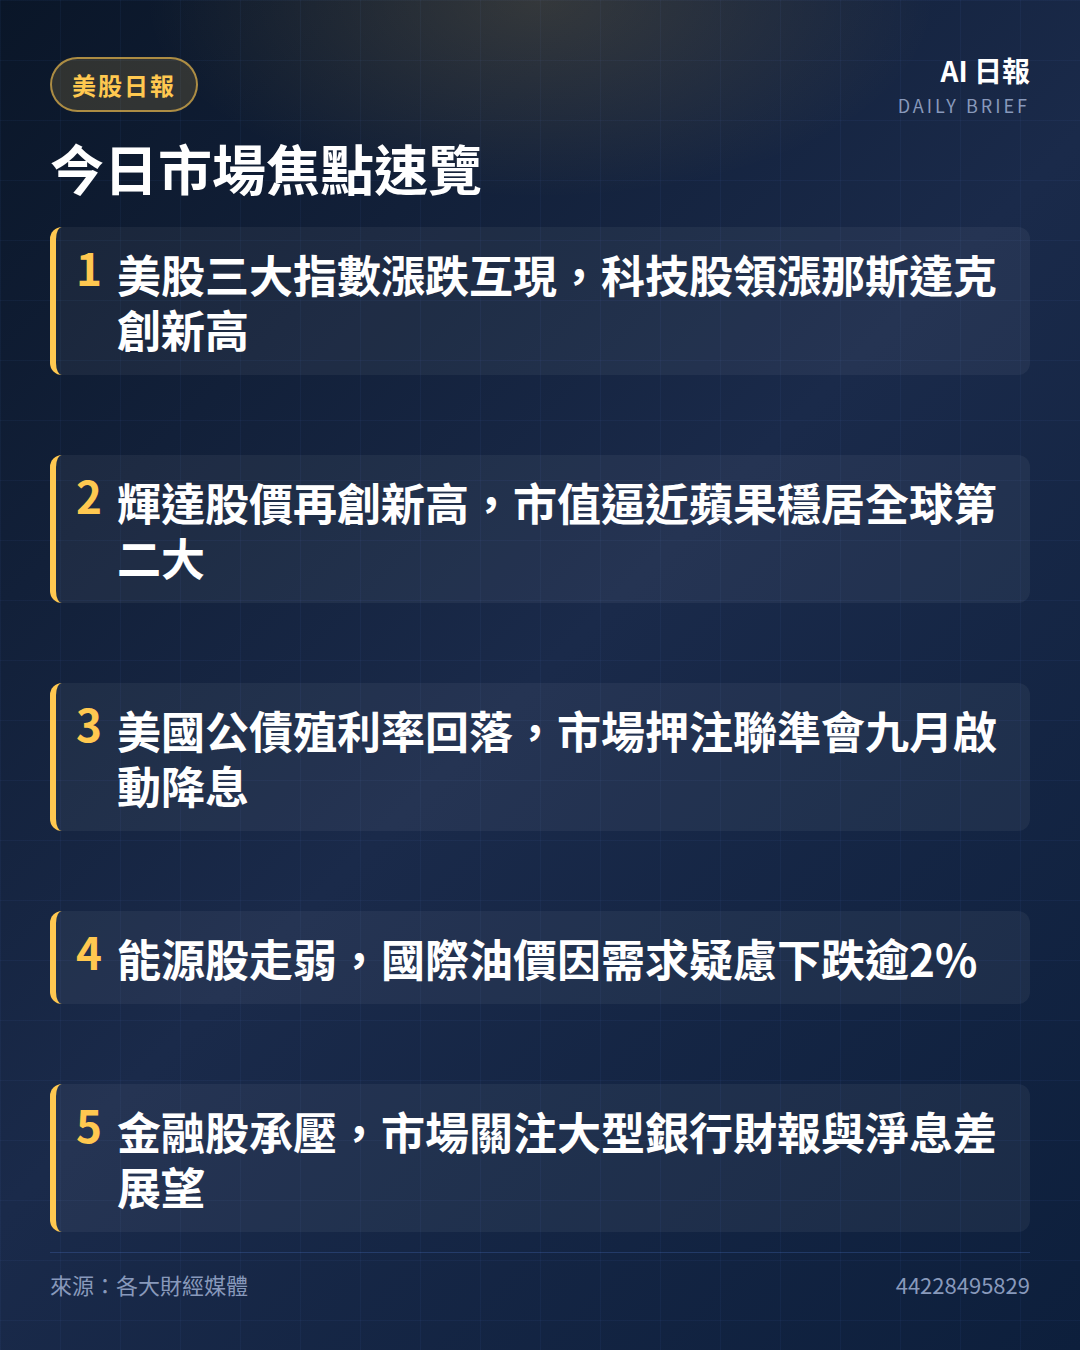 美股日報
AI 日報
DAILY BRIEF
今日市場焦點速覽
1 美股三大指數漲跌互現，科技股領漲那斯達克
創新高
2 輝達股價再創新高，市值逼近蘋果穩居全球第
二大
3 美國公債殖利率回落，市場押注聯準會九月啟
動降息
4 能源股走弱，國際油價因需求疑慮下跌逾2%
5 金融股承壓，市場關注大型銀行財報與淨息差
展望
來源：各大財經媒體
44228495829